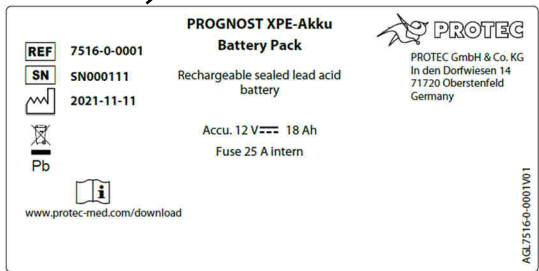 PROGNOST XPE-Akku
Battery Pack
REF 7516-0-0001
SN SN000111
2021-11-11
Pb
Rechargeable sealed lead acid
battery
Accu. 12 V 18 Ah
Fuse 25 A intern
PROTEC
PROTEC GmbH & Co. KG
In den Dorfwiesen 14
71720 Oberstenfeld
Germany
i
www.protec-med.com/download
AGL7516-0-0001V01